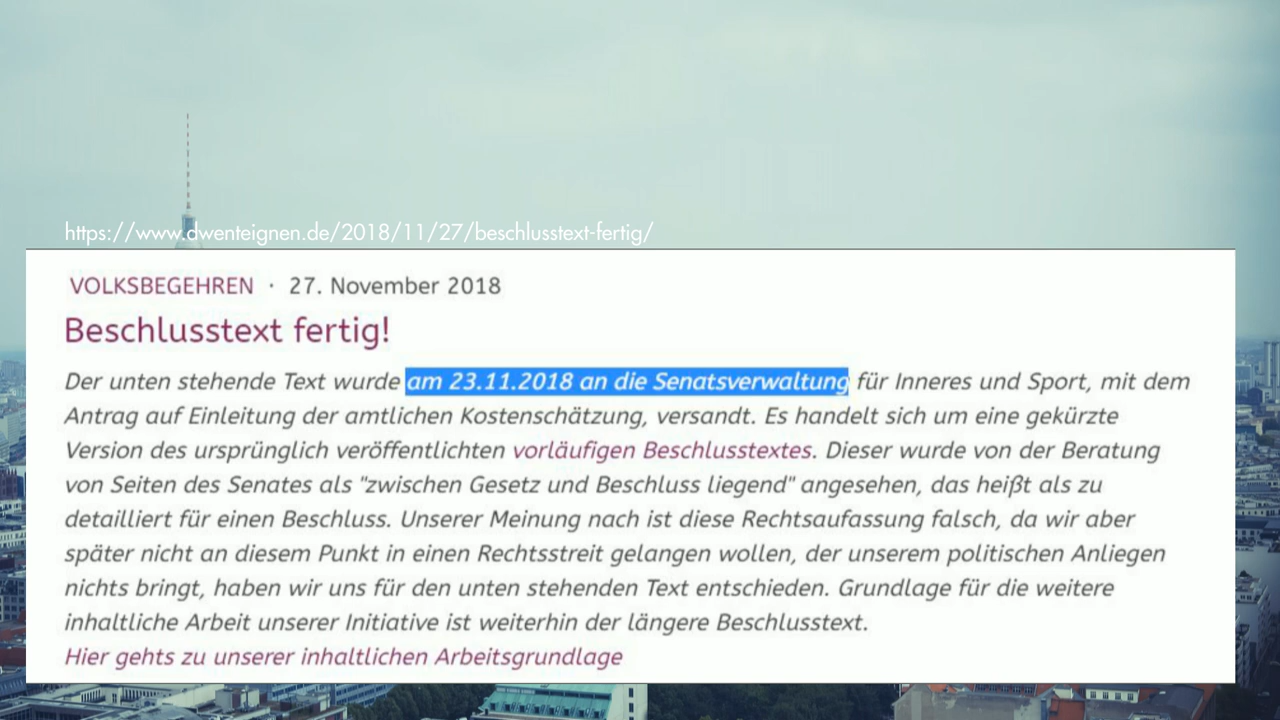 https://www.dwenteignen.de/2018/11/27/beschlusstext-fertig/
VOLKSBEGEHREN · 27. November 2018
Beschlusstext fertig!
Der unten stehende Text wurde am 23.11.2018 an die Senatsverwaltung für Inneres und Sport, mit dem
Antrag auf Einleitung der amtlichen Kostenschätzung, versandt. Es handelt sich um eine gekürzte
Version des ursprünglich veröffentlichten vorläufigen Beschlusstextes. Dieser wurde von der Beratung
von Seiten des Senates als "zwischen Gesetz und Beschluss liegend" angesehen, das heißt als zu
detailliert für einen Beschluss. Unserer Meinung nach ist diese Rechtsaufassung falsch, da wir aber
später nicht an diesem Punkt in einen Rechtsstreit gelangen wollen, der unserem politischen Anliegen
nichts bringt, haben wir uns für den unten stehenden Text entschieden. Grundlage für die weitere
inhaltliche Arbeit unserer Initiative ist weiterhin der längere Beschlusstext.
Hier gehts zu unserer inhaltlichen Arbeitsgrundlage